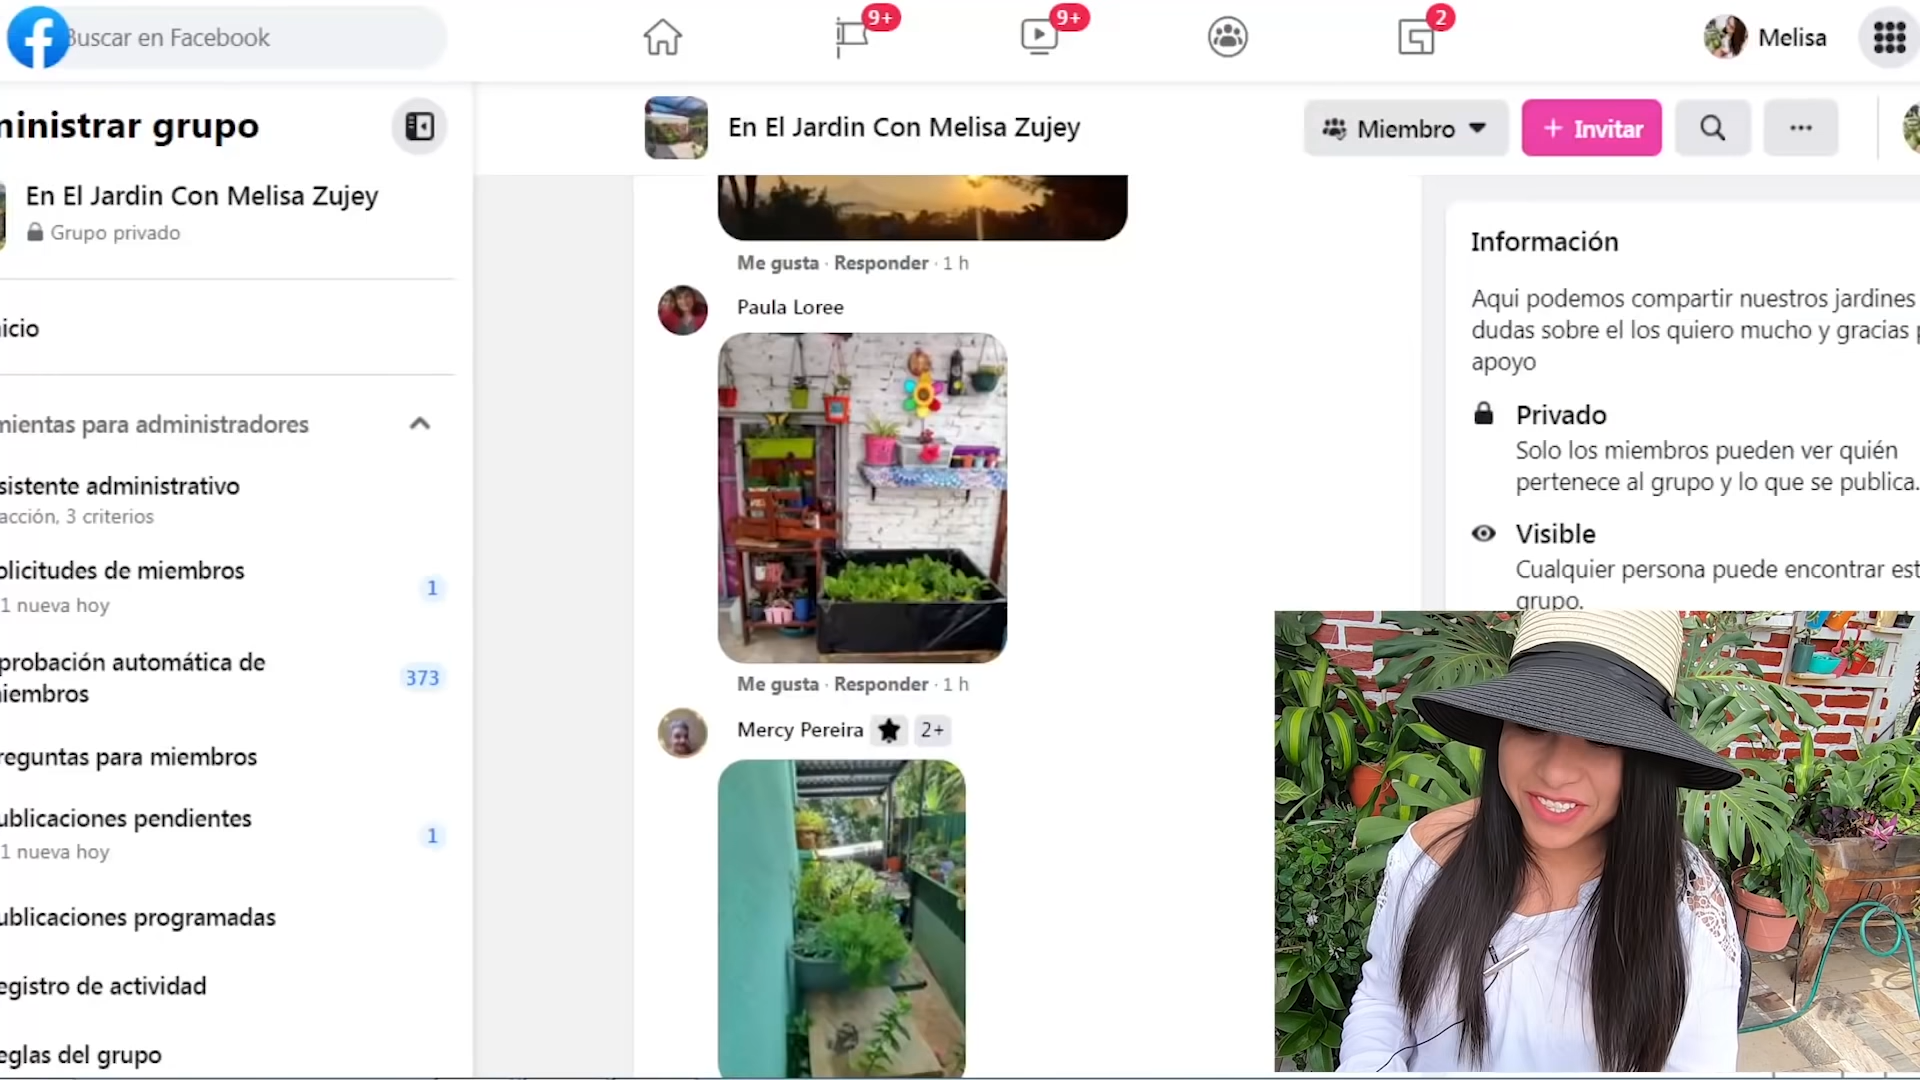 Buscar en Facebook
9+
9+
2
Melisa
ministrar grupo
En El Jardin Con Melisa Zujey
Grupo privado
icio
mientas para administradores
sistente administrativo
acción, 3 criterios
olicitudes de miembros
1 nueva hoy
1
probación automática de
iembros
373
reguntas para miembros
ublicaciones pendientes
1 nueva hoy
1
ublicaciones programadas
egistro de actividad
eglas del grupo
En El Jardin Con Melisa Zujey
Miembro
+ Invitar
Me gusta · Responder · 1 h
Paula Loree
Me gusta · Responder · 1 h
Mercy Pereira
2+
Información
Aqui podemos compartir nuestros jardines
dudas sobre el los quiero mucho y gracias p
apoyo
Privado
Solo los miembros pueden ver quién
pertenece al grupo y lo que se publica.
Visible
Cualquier persona puede encontrar est
grupo.